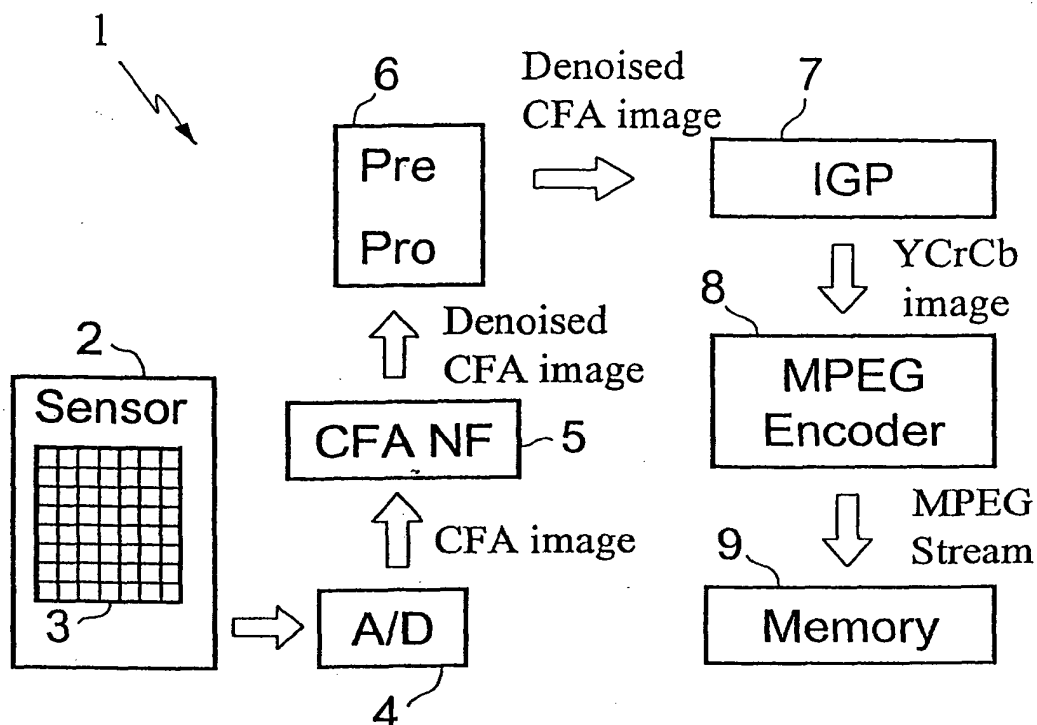 1
6
Pre
Pro
Denoised
CFA image
7
IGP
YCrCb
image
8
MPEG
Encoder
MPEG
Stream
9
Memory
Denoised
CFA image
CFA NF
5
CFA image
2
Sensor
3
A/D
4